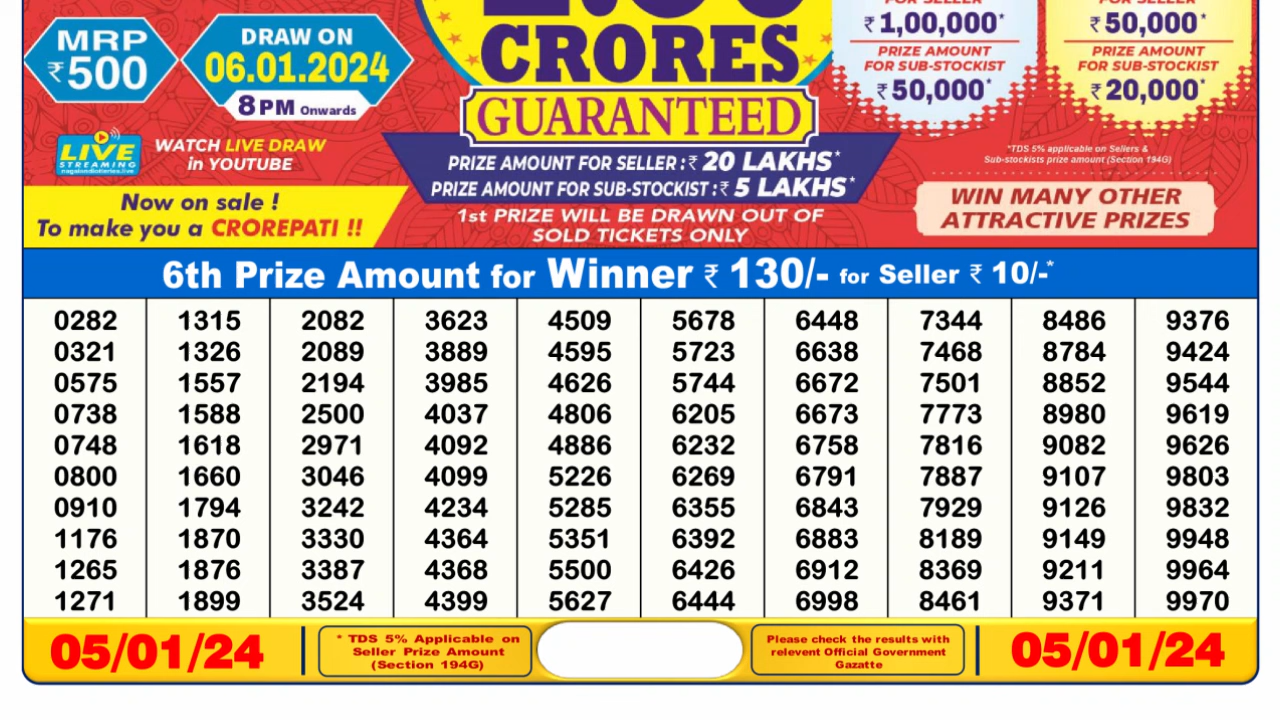 FOR SELLER
₹ 1,00,000*
PRIZE AMOUNT
FOR SUB-STOCKIST
₹ 50,000*
FOR SELLER
₹ 50,000*
PRIZE AMOUNT
FOR SUB-STOCKIST
₹ 20,000*
MRP
₹ 500
DRAW ON
06.01.2024
8 PM Onwards
CRORES
GUARANTEED
LIVE
STREAMING
nagalandlotteries.live
WATCH LIVE DRAW
in YOUTUBE
PRIZE AMOUNT FOR SELLER : ₹ 20 LAKHS*
PRIZE AMOUNT FOR SUB-STOCKIST : ₹ 5 LAKHS*
1st PRIZE WILL BE DRAWN OUT OF
SOLD TICKETS ONLY
*TDS 5% applicable on Sellers &
Sub-stockists prize amount (Section 194G)
Now on sale !
To make you a CROREPATI !!
WIN MANY OTHER
ATTRACTIVE PRIZES
6th Prize Amount for Winner ₹ 130/- for Seller ₹ 10/-*
0282 1315 2082 3623 4509 5678 6448 7344 8486 9376
0321 1326 2089 3889 4595 5723 6638 7468 8784 9424
0575 1557 2194 3985 4626 5744 6672 7501 8852 9544
0738 1588 2500 4037 4806 6205 6673 7773 8980 9619
0748 1618 2971 4092 4886 6232 6758 7816 9082 9626
0800 1660 3046 4099 5226 6269 6791 7887 9107 9803
0910 1794 3242 4234 5285 6355 6843 7929 9126 9832
1176 1870 3330 4364 5351 6392 6883 8189 9149 9948
1265 1876 3387 4368 5500 6426 6912 8369 9211 9964
1271 1899 3524 4399 5627 6444 6998 8461 9371 9970
05/01/24
* TDS 5% Applicable on
Seller Prize Amount
(Section 194G)
Please check the results with
relevent Official Government
Gazatte
05/01/24